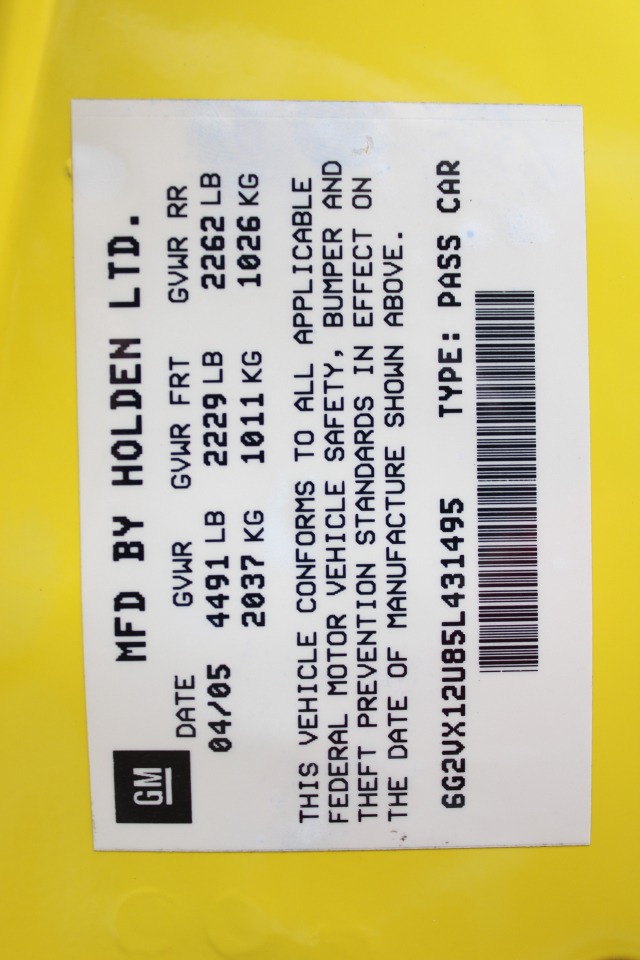 GM
MFD BY HOLDEN LTD.
DATE GVWR GVWR FRT GVWR RR
04/05 4491 LB 2229 LB 2262 LB
2037 KG 1011 KG 1026 KG
THIS VEHICLE CONFORMS TO ALL APPLICABLE
FEDERAL MOTOR VEHICLE SAFETY, BUMPER AND
THEFT PREVENTION STANDARDS IN EFFECT ON
THE DATE OF MANUFACTURE SHOWN ABOVE.
6G2VX12U85L431495 TYPE: PASS CAR